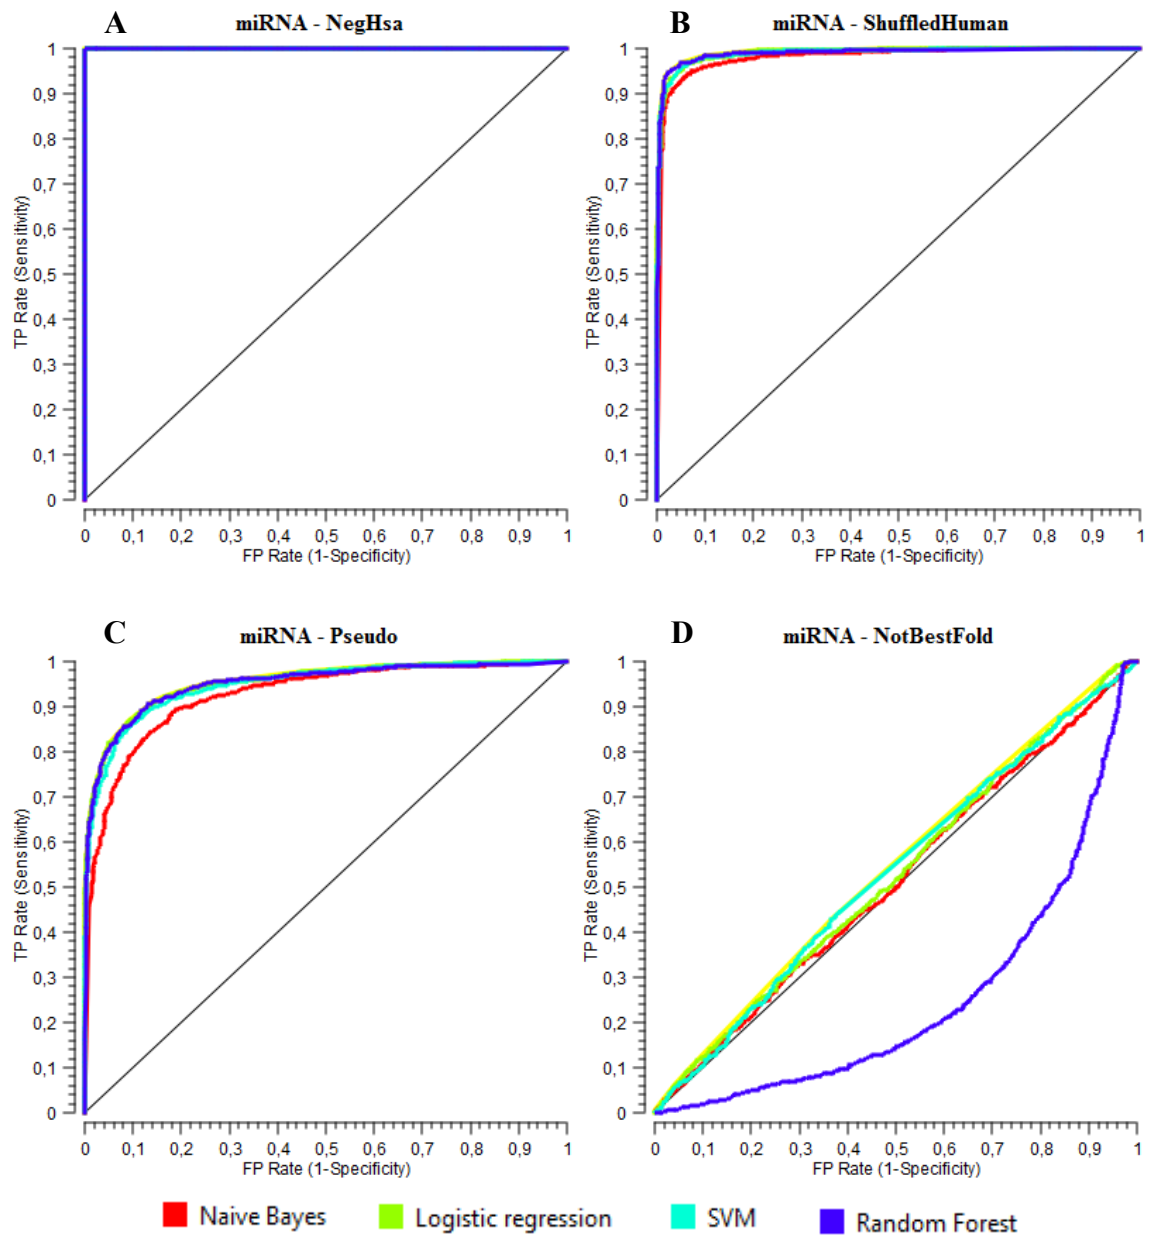 A
miRNA - NegHsa
1
0,9
0,8
0,7
0,6
0,5
0,4
0,3
0,2
0,1
0
TP Rate (Sensitivity)
0 0,1 0,2 0,3 0,4 0,5 0,6 0,7 0,8 0,9 1
FP Rate (1-Specificity)
B
miRNA - ShuffledHuman
1
0,9
0,8
0,7
0,6
0,5
0,4
0,3
0,2
0,1
0
TP Rate (Sensitivity)
0 0,1 0,2 0,3 0,4 0,5 0,6 0,7 0,8 0,9 1
FP Rate (1-Specificity)
C
miRNA - Pseudo
1
0,9
0,8
0,7
0,6
0,5
0,4
0,3
0,2
0,1
0
TP Rate (Sensitivity)
0 0,1 0,2 0,3 0,4 0,5 0,6 0,7 0,8 0,9 1
FP Rate (1-Specificity)
D
miRNA - NotBestFold
1
0,9
0,8
0,7
0,6
0,5
0,4
0,3
0,2
0,1
0
TP Rate (Sensitivity)
0 0,1 0,2 0,3 0,4 0,5 0,6 0,7 0,8 0,9 1
FP Rate (1-Specificity)
Naive Bayes
Logistic regression
SVM
Random Forest